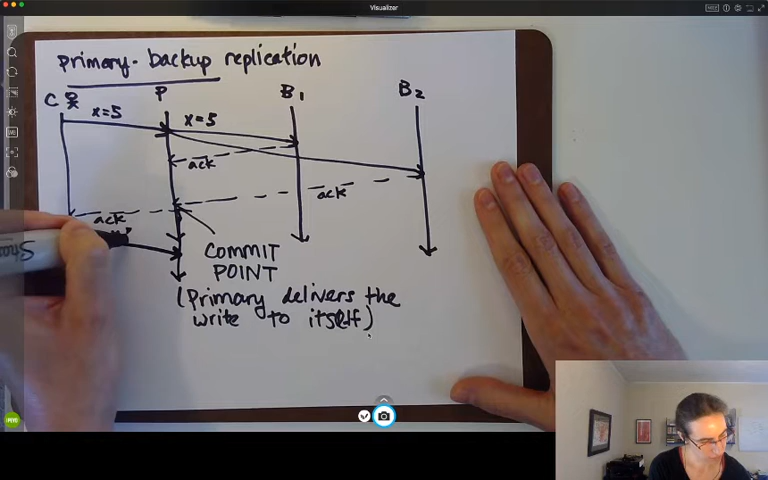 Visualizer
primary-backup replication
C P B1 B2
x=5 x=5
ack
ack
ack
COMMIT
POINT
(Primary delivers the
write to itself)